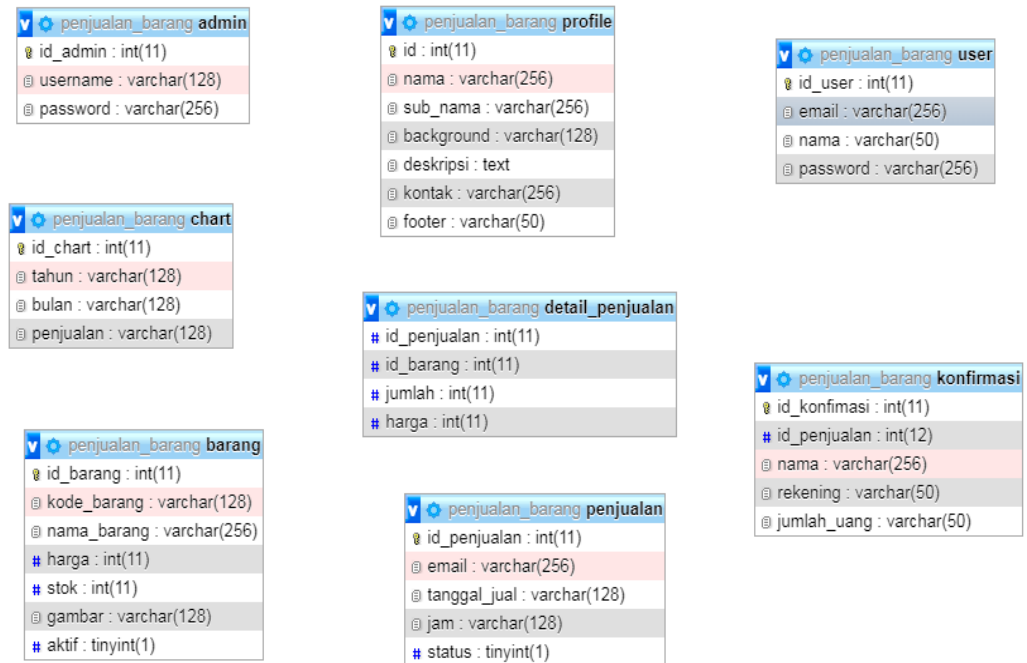 penjualan_barang admin
id_admin : int(11)
username : varchar(128)
password : varchar(256)
penjualan_barang profile
id : int(11)
nama : varchar(256)
sub_nama : varchar(256)
background : varchar(128)
deskripsi : text
kontak : varchar(256)
footer : varchar(50)
penjualan_barang user
id_user : int(11)
email : varchar(256)
nama : varchar(50)
password : varchar(256)
penjualan_barang chart
id_chart : int(11)
tahun : varchar(128)
bulan : varchar(128)
penjualan : varchar(128)
penjualan_barang detail_penjualan
# id_penjualan : int(11)
# id_barang : int(11)
# jumlah : int(11)
# harga : int(11)
penjualan_barang konfirmasi
id_konfimasi : int(11)
# id_penjualan : int(12)
nama : varchar(256)
rekening : varchar(50)
jumlah_uang : varchar(50)
penjualan_barang barang
id_barang : int(11)
kode_barang : varchar(128)
nama_barang : varchar(256)
# harga : int(11)
# stok : int(11)
gambar : varchar(128)
# aktif : tinyint(1)
penjualan_barang penjualan
id_penjualan : int(11)
email : varchar(256)
tanggal_jual : varchar(128)
jam : varchar(128)
# status : tinyint(1)